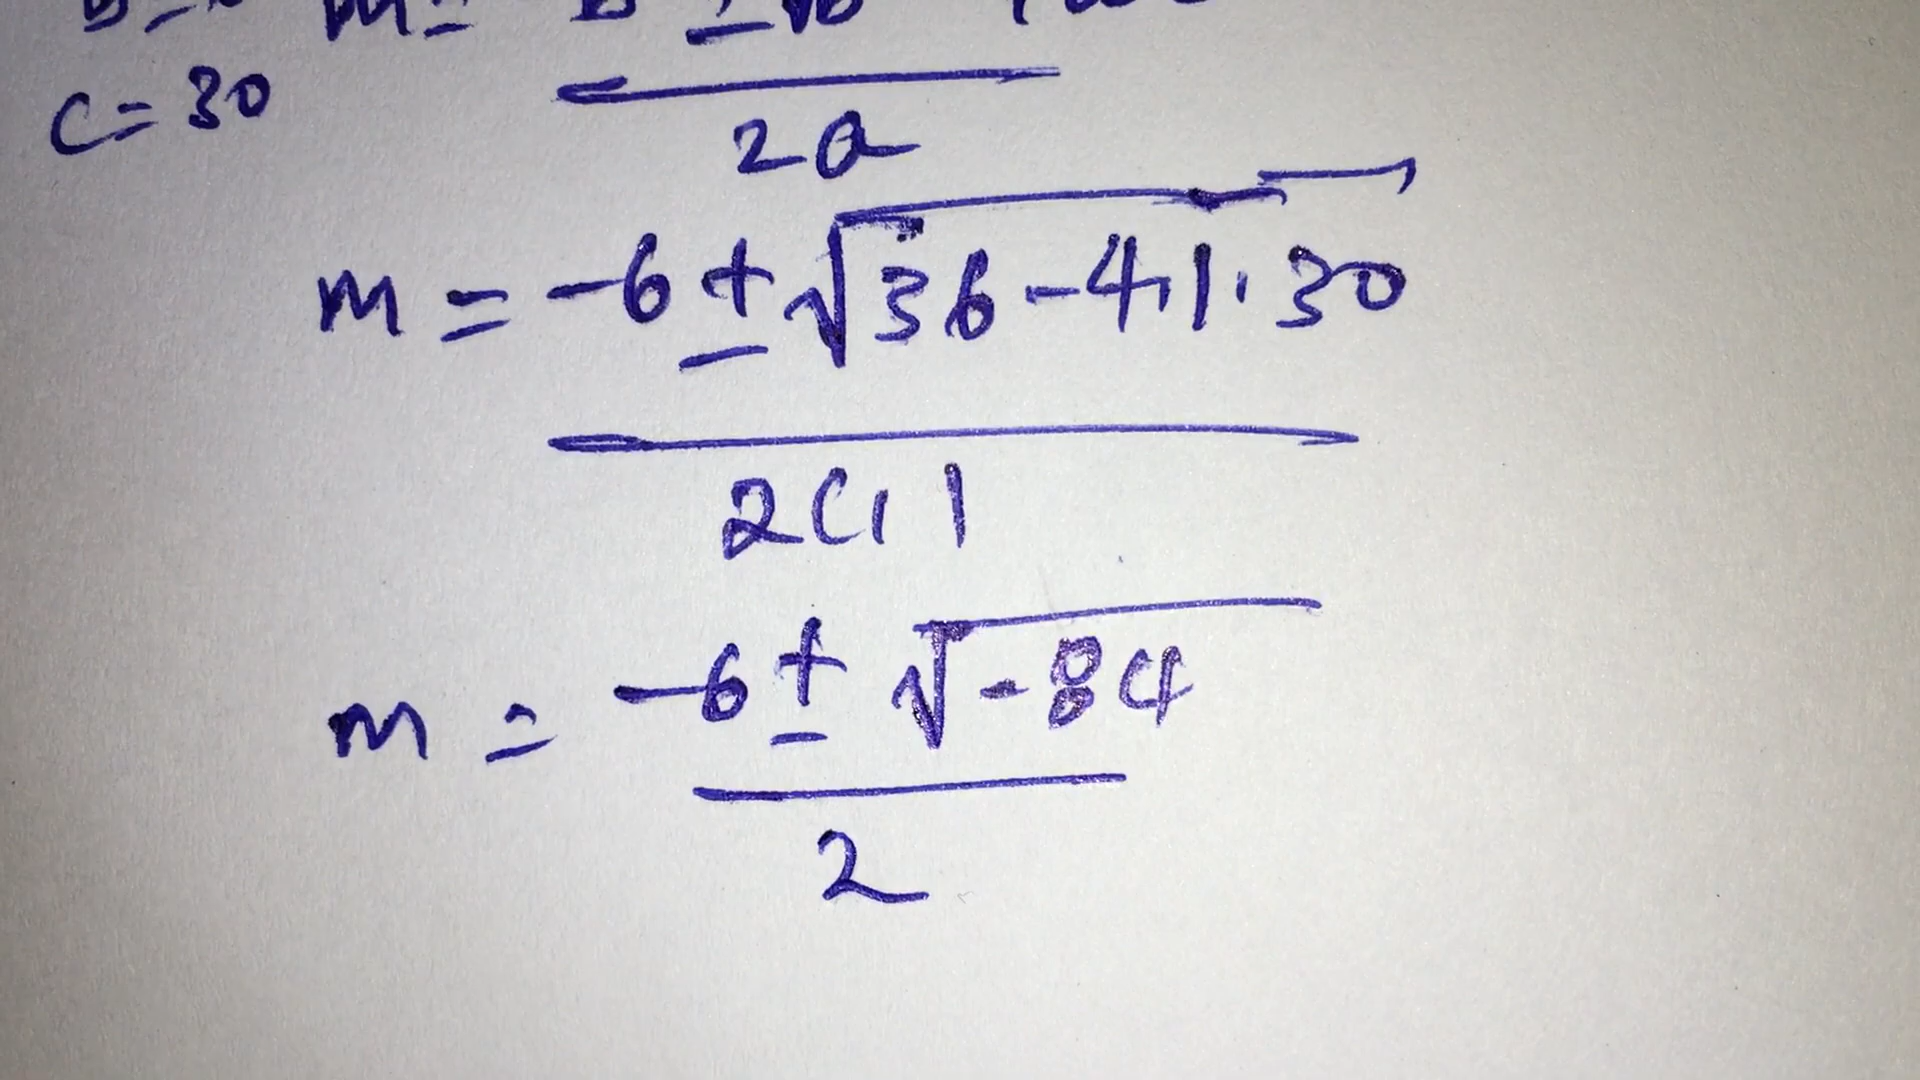 c = 30
2a
m = -6 ± √36-4.1.30
2(1)
m = -6 ± √-84
2